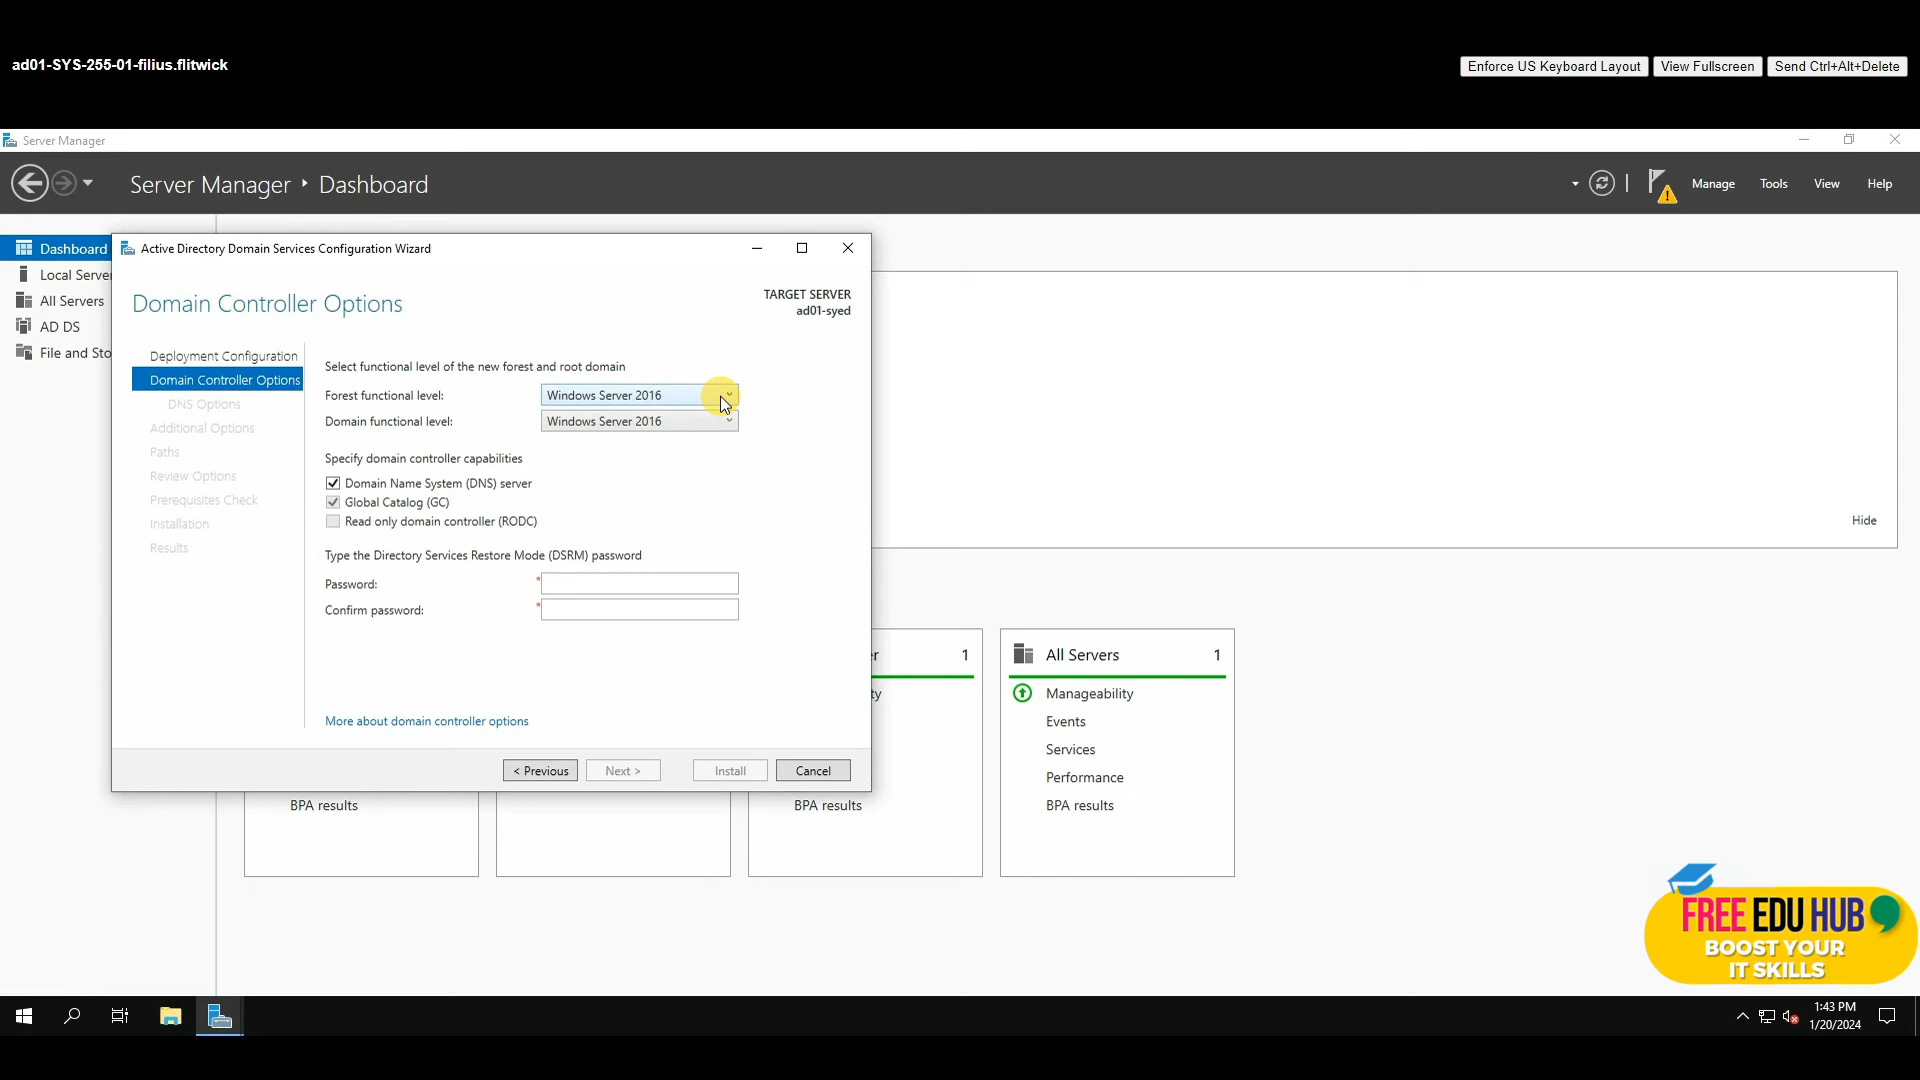 ad01-SYS-255-01-filius.flitwick
Enforce US Keyboard Layout
View Fullscreen
Send Ctrl+Alt+Delete
Server Manager
Server Manager
Dashboard
Manage
Tools
View
Help
Dashboard
Local Server
All Servers
AD DS
File and Sto
Active Directory Domain Services Configuration Wizard
Domain Controller Options
TARGET SERVER
ad01-syed
Deployment Configuration
Domain Controller Options
DNS Options
Additional Options
Paths
Review Options
Prerequisites Check
Installation
Results
Select functional level of the new forest and root domain
Forest functional level:
Windows Server 2016
Domain functional level:
Windows Server 2016
Specify domain controller capabilities
Domain Name System (DNS) server
Global Catalog (GC)
Read only domain controller (RODC)
Type the Directory Services Restore Mode (DSRM) password
Password:
*
Confirm password:
*
More about domain controller options
< Previous
Next >
Install
Cancel
Hide
r
1
ty
BPA results
BPA results
All Servers
1
Manageability
Events
Services
Performance
BPA results
FREE EDU HUB
BOOST YOUR
IT SKILLS
1:43 PM
1/20/2024